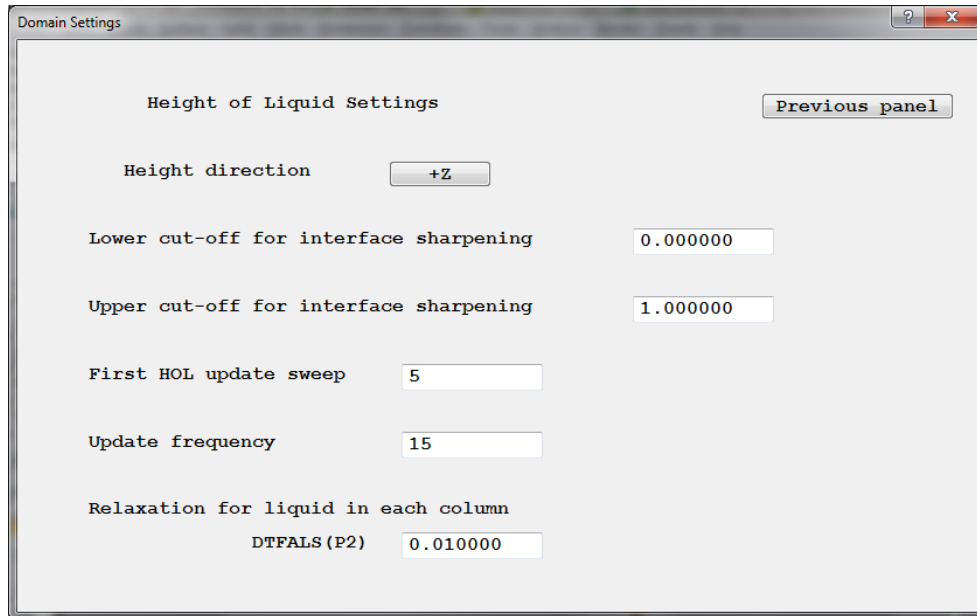 Domain Settings
?
X
Height of Liquid Settings
Previous panel
Height direction +Z
Lower cut-off for interface sharpening 0.000000
Upper cut-off for interface sharpening 1.000000
First HOL update sweep 5
Update frequency 15
Relaxation for liquid in each column
DTFALS(P2) 0.010000